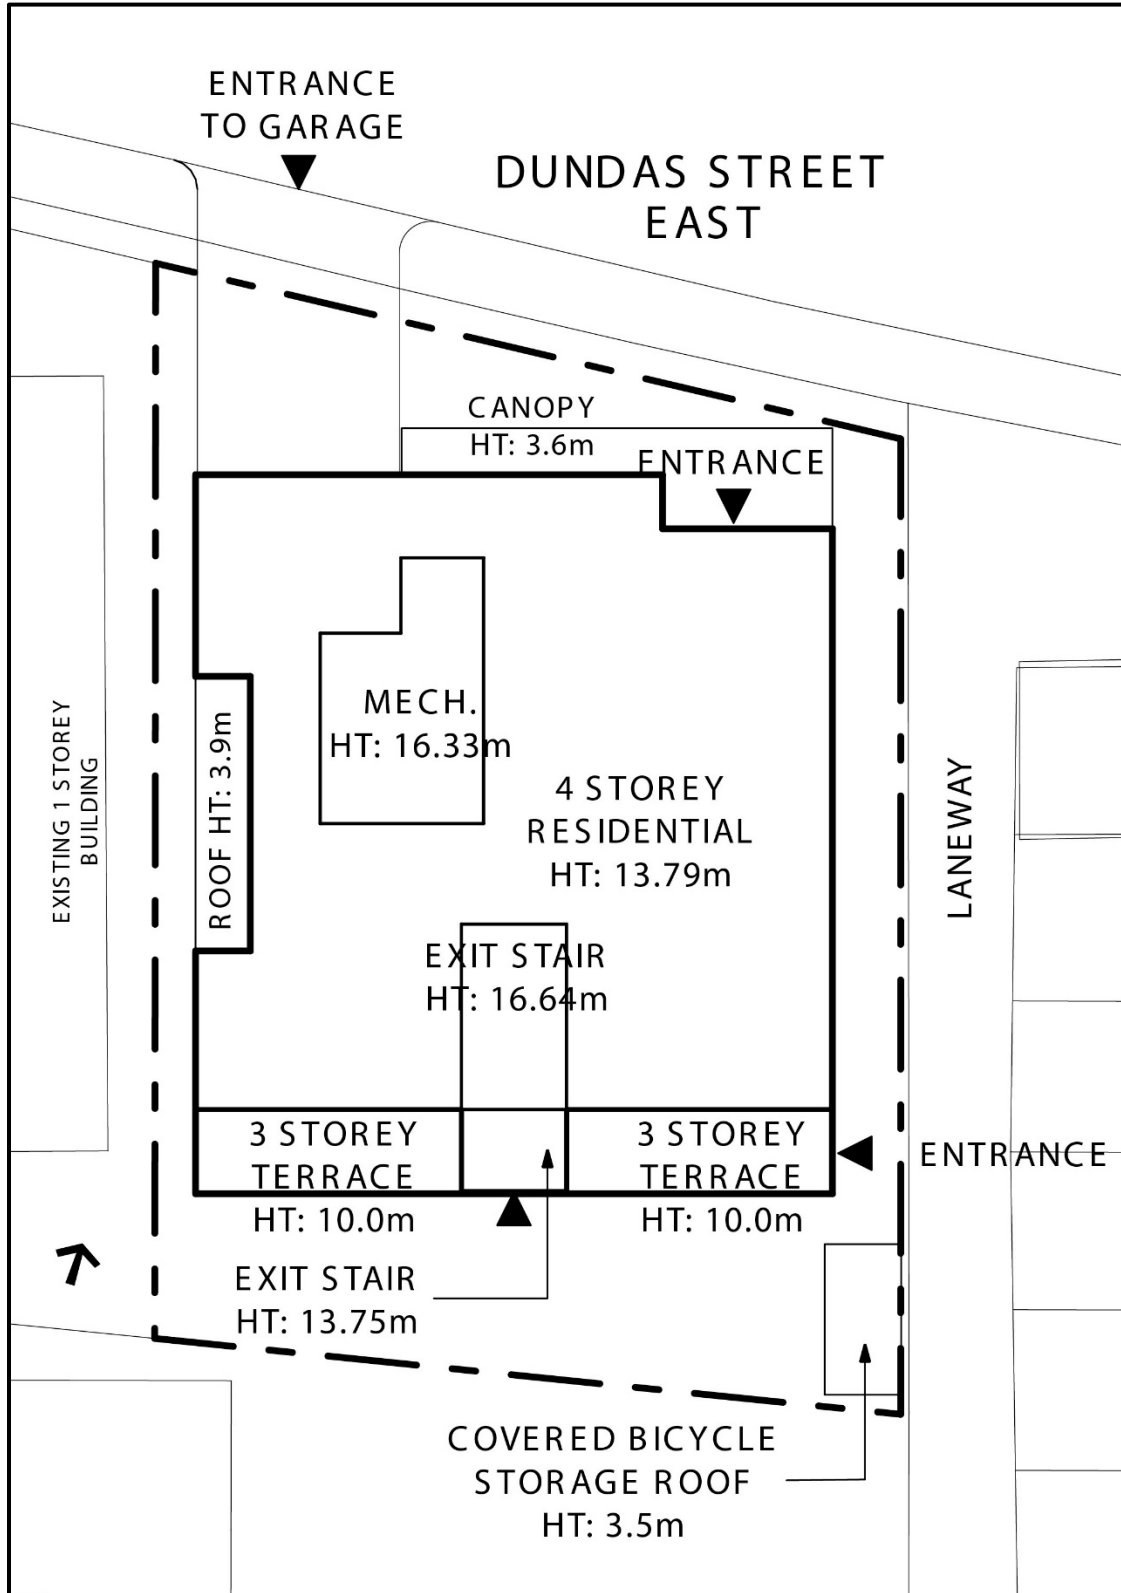 ENTRANCE
TO GARAGE
DUNDAS STREET
EAST
CANOPY
HT: 3.6m
ENTRANCE
MECH.
HT: 16.33m
ROOF HT: 3.9m
EXISTING 1 STOREY
BUILDING
4 STOREY
RESIDENTIAL
HT: 13.79m
LANEWAY
EXIT STAIR
HT: 16.64m
3 STOREY
TERRACE
HT: 10.0m
3 STOREY
TERRACE
HT: 10.0m
ENTRANCE
EXIT STAIR
HT: 13.75m
COVERED BICYCLE
STORAGE ROOF
HT: 3.5m